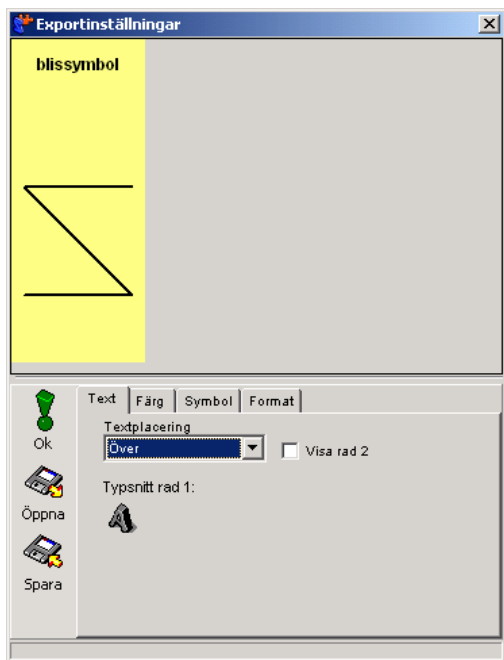 Exportinställningar
blissymbol
Ok
Öppna
Spara
Text Färg Symbol Format
Textplacering
Över
Visa rad 2
Typsnitt rad 1: